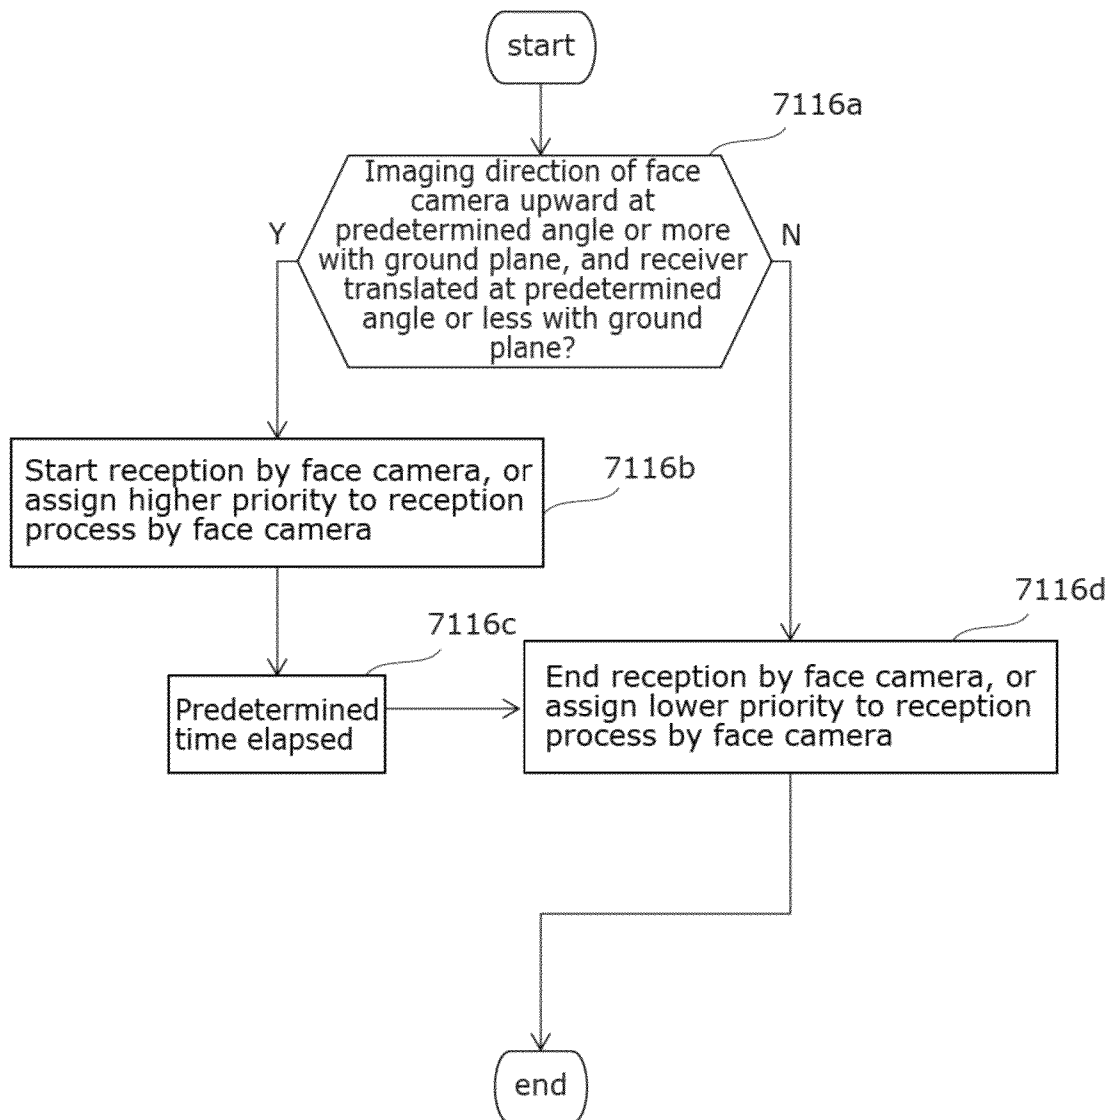 start
7116a
Imaging direction of face
camera upward at
predetermined angle or more
with ground plane, and receiver
translated at predetermined
angle or less with ground
plane?
Y
N
Start reception by face camera, or
assign higher priority to reception
process by face camera
7116b
7116c
Predetermined
time elapsed
7116d
End reception by face camera, or
assign lower priority to reception
process by face camera
end